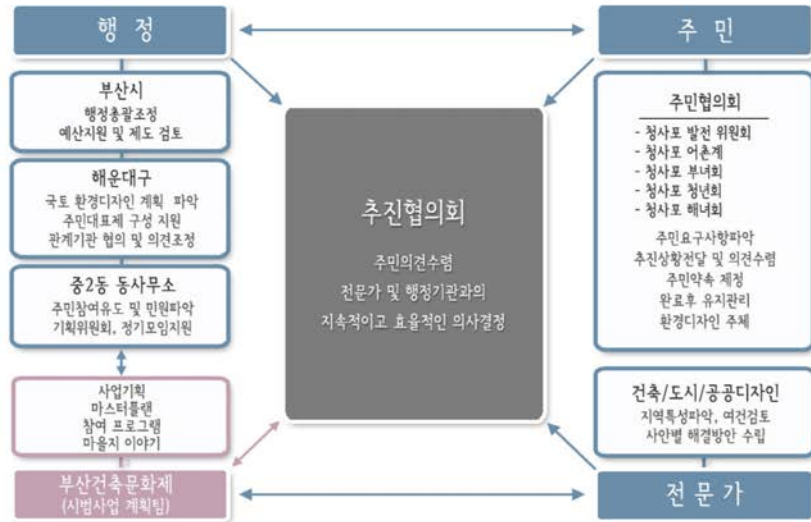 행 정
부산시
행정총괄조정
예산지원 및 제도 검토
해운대구
국토 환경디자인 계획 파악
주민대표제 구성 지원
관계기관 협의 및 의견조정
중2동 동사무소
주민참여유도 및 민원파악
기획위원회, 정기모임지원
사업기획
마스터플랜
참여 프로그램
마을지 이야기
부산건축문화제
(시범사업 계획팀)
추진협의회
주민의견수렴
전문가 및 행정기관과의
지속적이고 효율적인 의사결정
주 민
주민협의회
- 청사포 발전 위원회
- 청사포 어촌계
- 청사포 부녀회
- 청사포 청년회
- 청사포 해녀회
주민요구사항파악
추진상황전달 및 의견수렴
주민약속 제정
완료후 유지관리
환경디자인 주체
건축/도시/공공디자인
지역특성파악, 여건검토
사안별 해결방안 수립
전 문 가